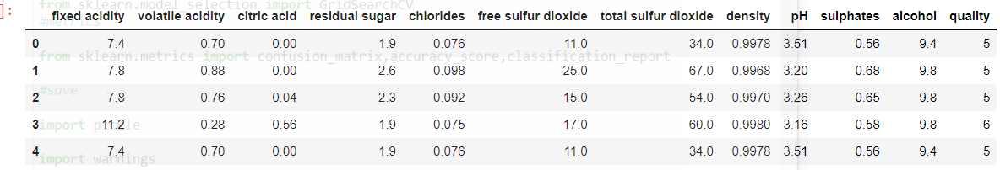 from sklearn.model_selection import GridSearchCV
]:
#metrics
fixed acidity volatile acidity citric acid residual sugar chlorides free sulfur dioxide total sulfur dioxide density pH sulphates alcohol quality
0 7.4 0.70 0.00 1.9 0.076 11.0 34.0 0.9978 3.51 0.56 9.4 5
from sklearn.metrics import confusion_matrix,accuracy_score,classification_report
1 7.8 0.88 0.00 2.6 0.098 25.0 67.0 0.9968 3.20 0.68 9.8 5
#save
2 7.8 0.76 0.04 2.3 0.092 15.0 54.0 0.9970 3.26 0.65 9.8 5
3 11.2 0.28 0.56 1.9 0.075 17.0 60.0 0.9980 3.16 0.58 9.8 6
import pickle
4 7.4 0.70 0.00 1.9 0.076 11.0 34.0 0.9978 3.51 0.56 9.4 5
import warnings